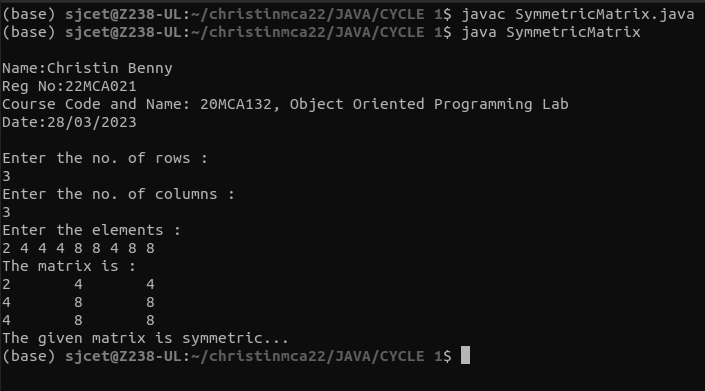 (base) sjcet@Z238-UL:~/christinmca22/JAVA/CYCLE 1$ javac SymmetricMatrix.java
(base) sjcet@Z238-UL:~/christinmca22/JAVA/CYCLE 1$ java SymmetricMatrix
Name:Christin Benny
Reg No:22MCA021
Course Code and Name: 20MCA132, Object Oriented Programming Lab
Date:28/03/2023
Enter the no. of rows :
3
Enter the no. of columns :
3
Enter the elements :
2 4 4 4 8 8 4 8 8
The matrix is :
2 4 4
4 8 8
4 8 8
The given matrix is symmetric...
(base) sjcet@Z238-UL:~/christinmca22/JAVA/CYCLE 1$